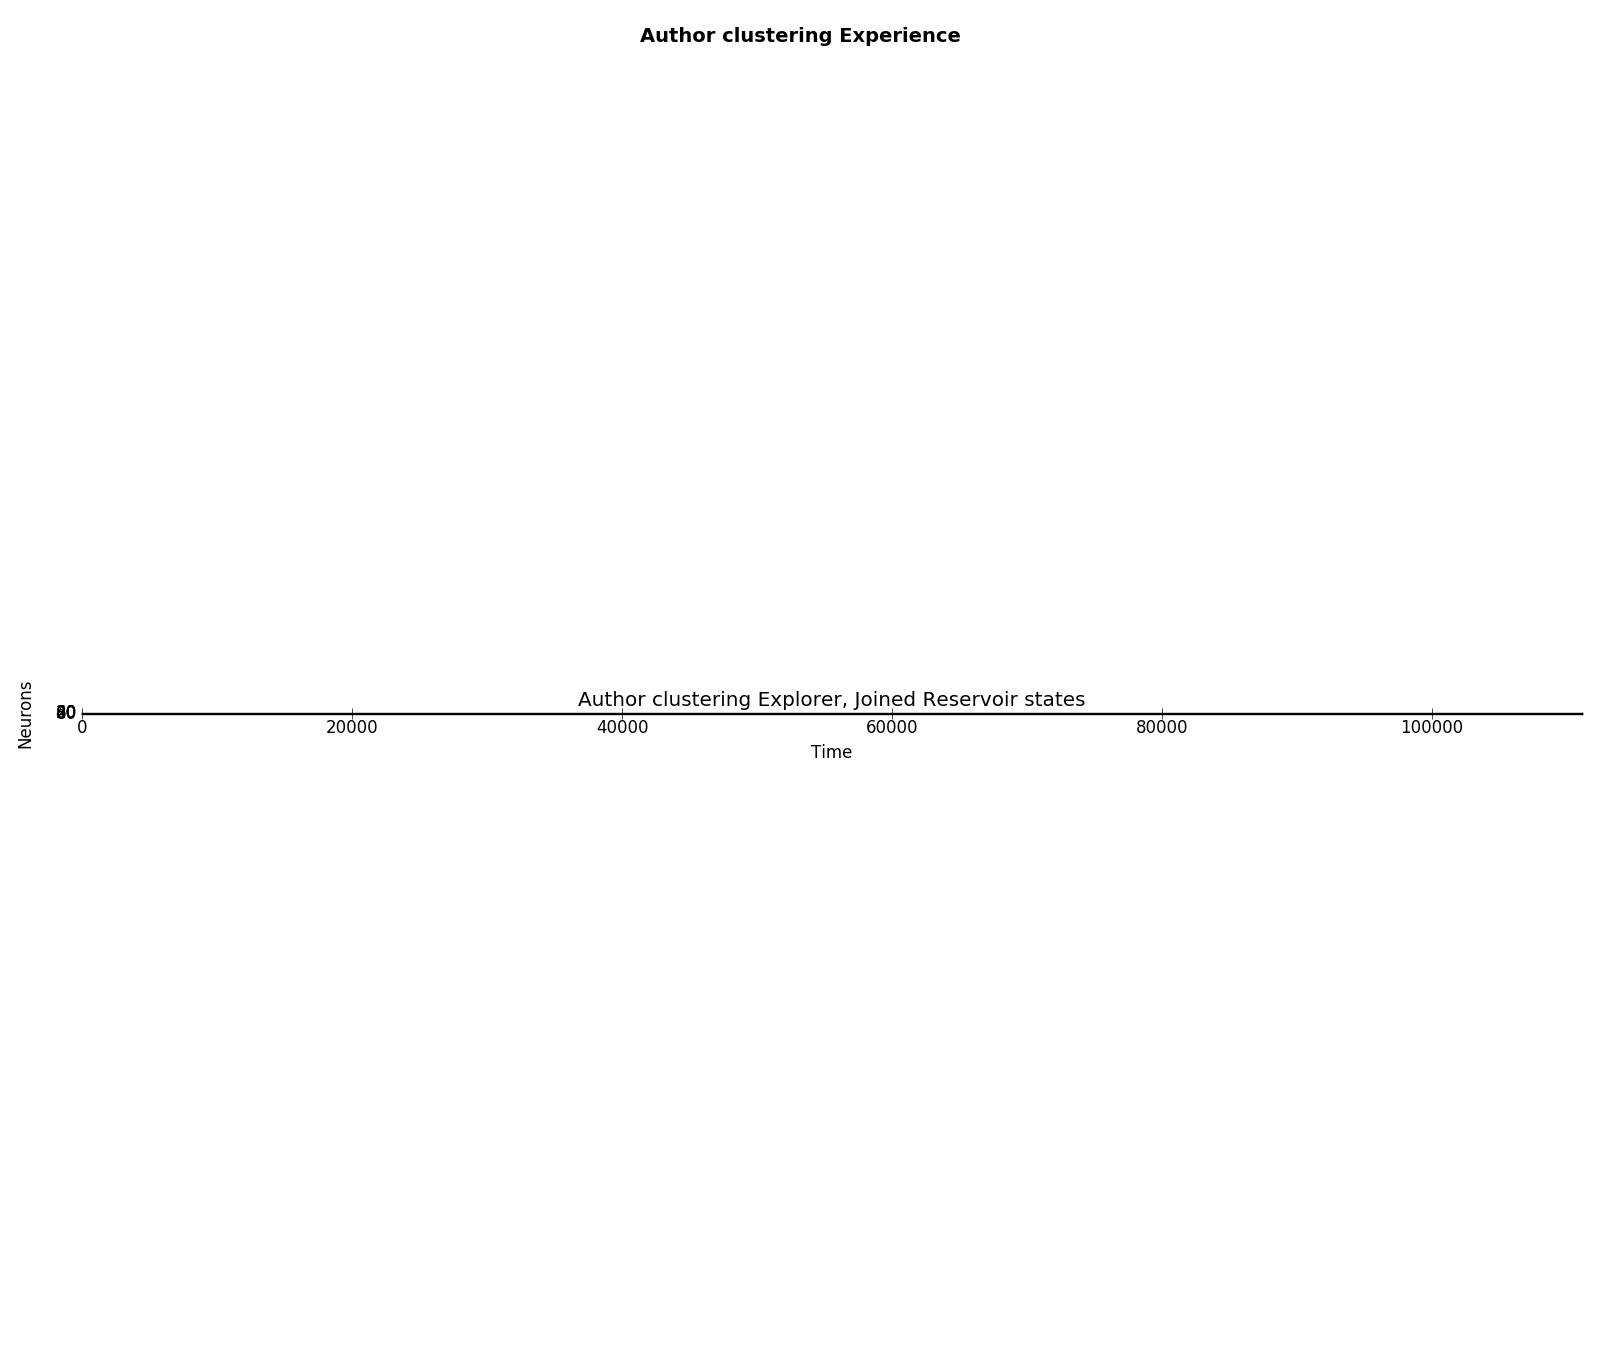 Author clustering Experience
Author clustering Explorer, Joined Reservoir states
Neurons
0 20000 40000 60000 80000 100000
Time